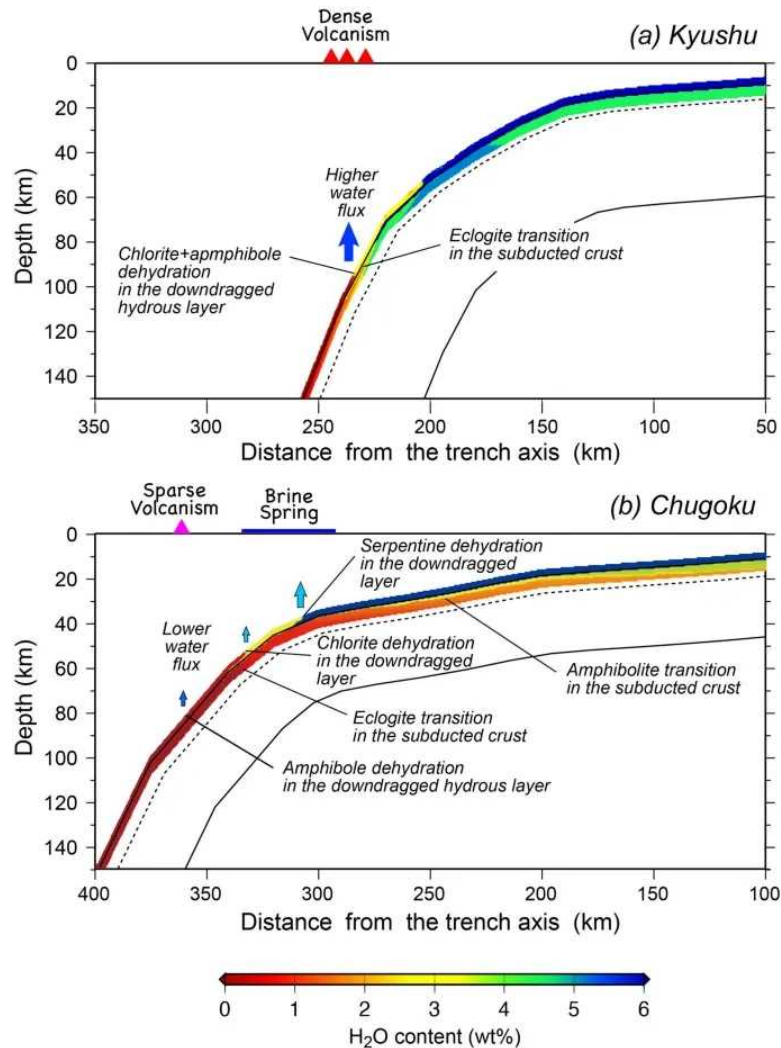 Dense
Volcanism
(a) Kyushu
0
20
40
60
80
100
120
140
Depth (km)
Higher
water
flux
Chlorite+apmphibole
dehydration
in the downdragged
hydrous layer
Eclogite transition
in the subducted crust
350
300
250
200
150
100
50
Distance from the trench axis (km)
Sparse
Volcanism
Brine
Spring
(b) Chugoku
0
20
40
60
80
100
120
140
Depth (km)
Serpentine dehydration
in the downdragged
layer
Lower
water
flux
Chlorite dehydration
in the downdragged
layer
Amphibolite transition
in the subducted crust
Eclogite transition
in the subducted crust
Amphibole dehydration
in the downdragged hydrous layer
400
350
300
250
200
150
100
Distance from the trench axis (km)
0 1 2 3 4 5 6
H₂O content (wt%)